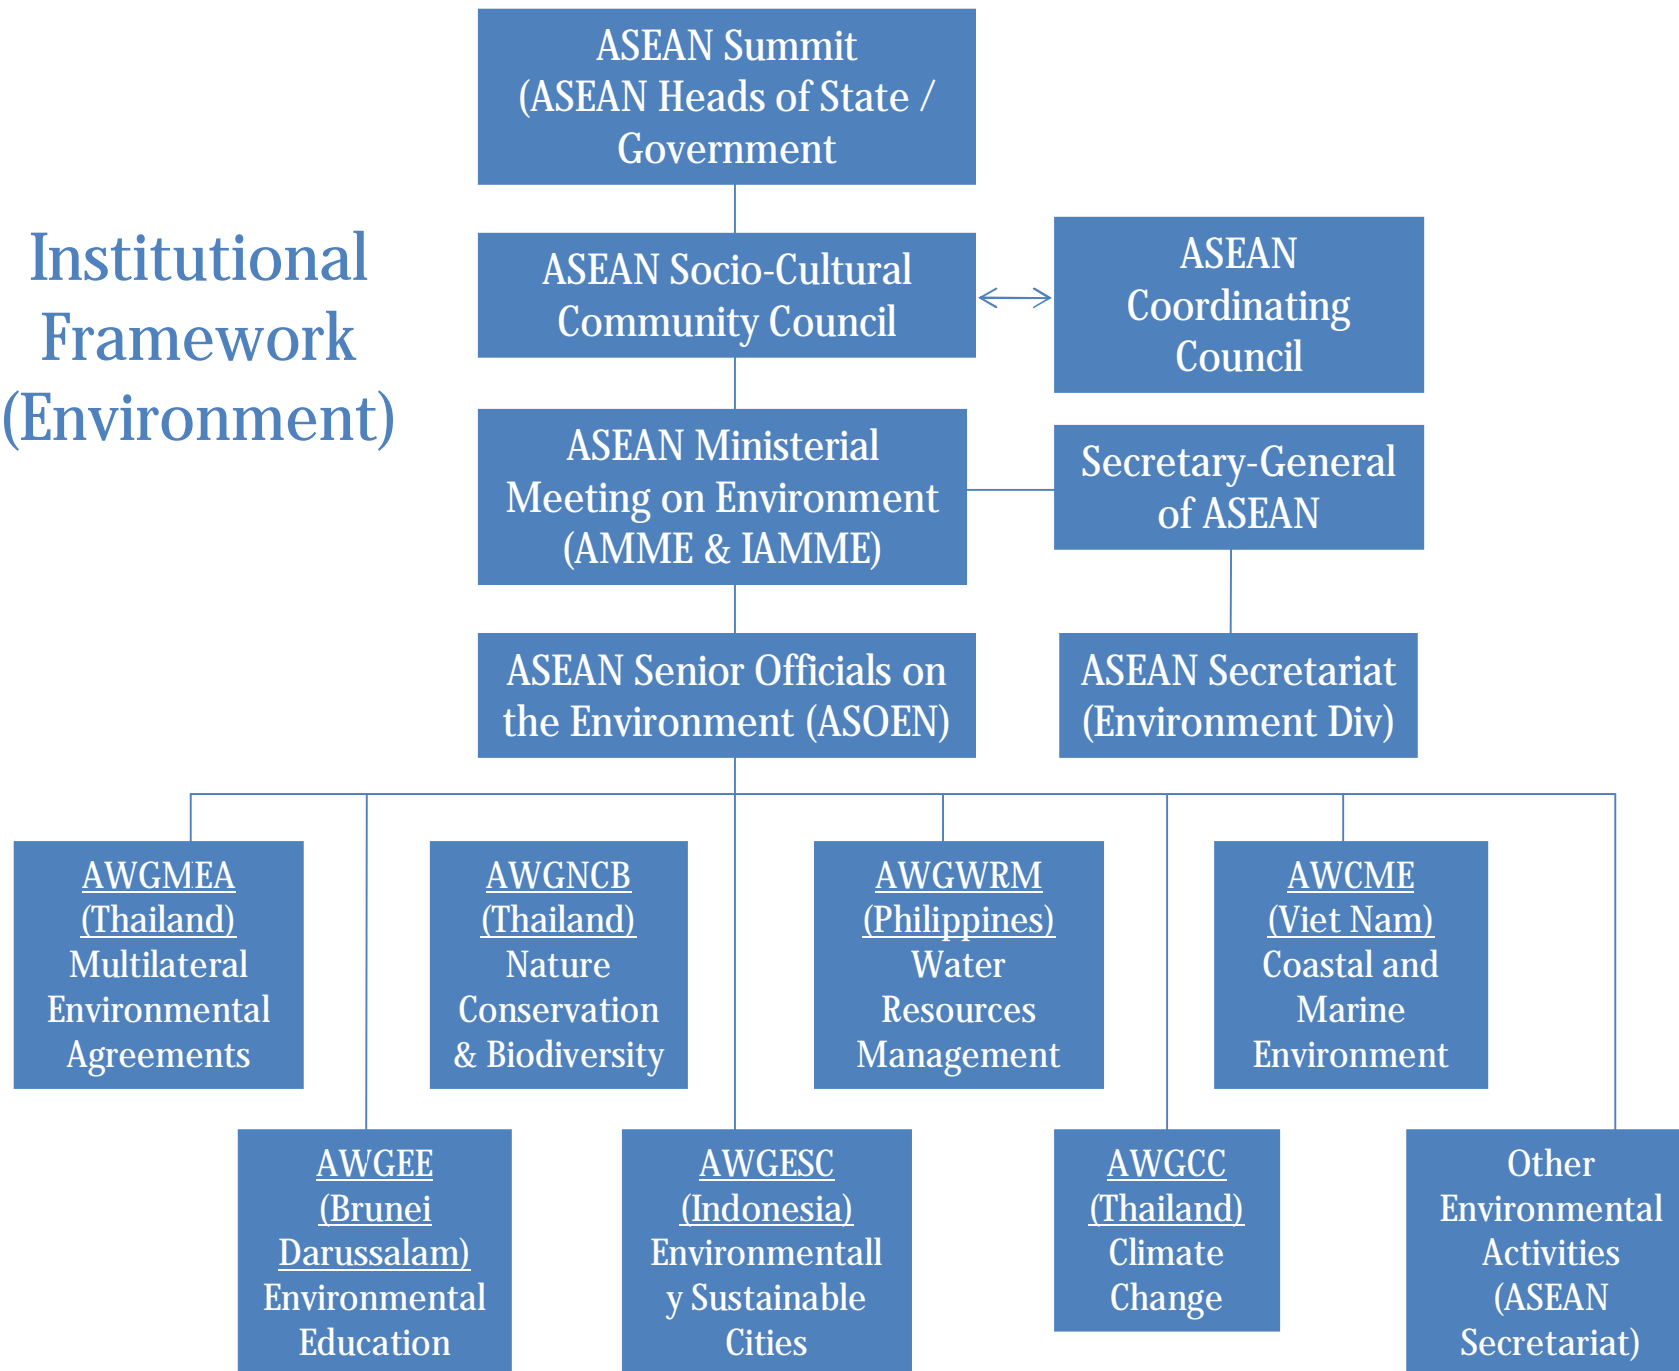 Institutional
Framework
(Environment)
ASEAN Summit
(ASEAN Heads of State /
Government
ASEAN Socio-Cultural
Community Council
ASEAN
Coordinating
Council
ASEAN Ministerial
Meeting on Environment
(AMME & IAMME)
Secretary-General
of ASEAN
ASEAN Senior Officials on
the Environment (ASOEN)
ASEAN Secretariat
(Environment Div)
AWGMEA
(Thailand)
Multilateral
Environmental
Agreements
AWGNCB
(Thailand)
Nature
Conservation
& Biodiversity
AWGWRM
(Philippines)
Water
Resources
Management
AWCME
(Viet Nam)
Coastal and
Marine
Environment
AWGEE
(Brunei
Darussalam)
Environmental
Education
AWGESC
(Indonesia)
Environmentall
y Sustainable
Cities
AWGCC
(Thailand)
Climate
Change
Other
Environmental
Activities
(ASEAN
Secretariat)